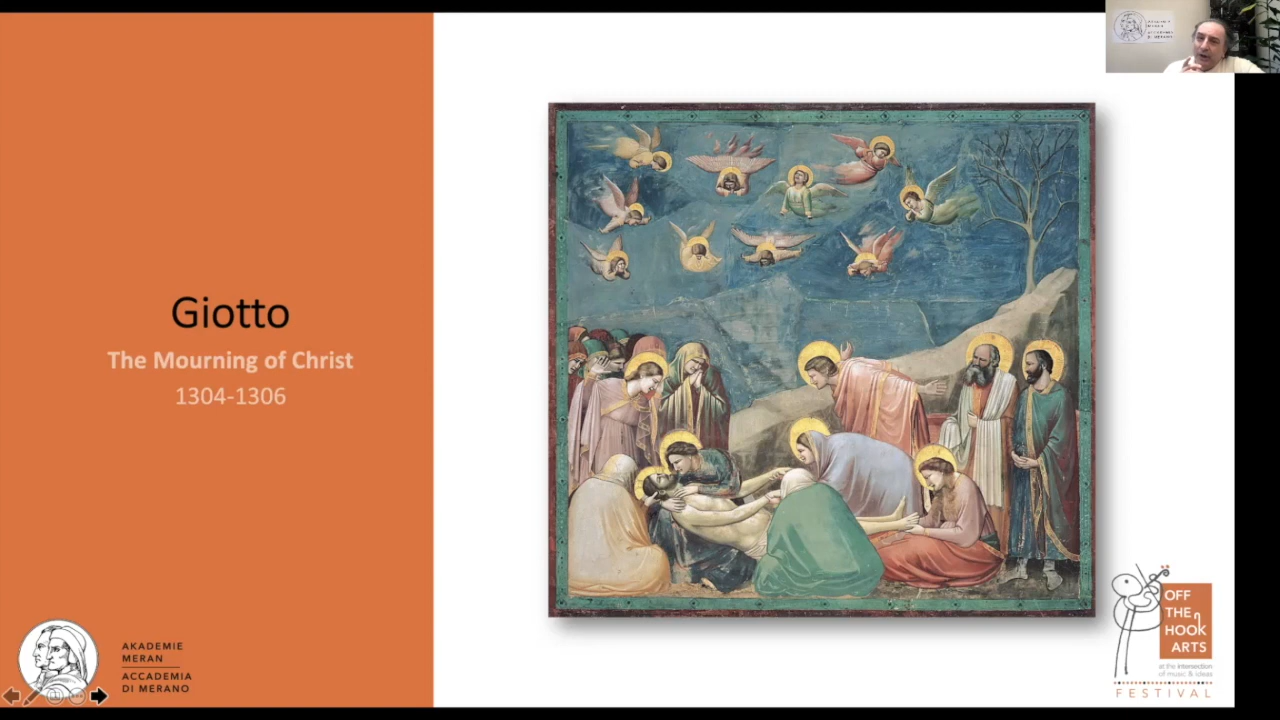 Giotto
The Mourning of Christ
1304-1306
AKADEMIE
MERAN
ACCADEMIA
DI MERANO
OFF
THE
HOOK
ARTS
at the intersection
of music & ideas
FESTIVAL